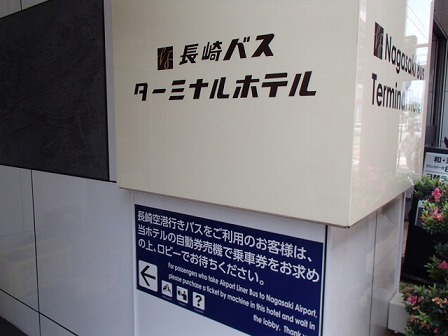 長崎バス
ターミナルホテル
Nagasaki Bus
Termina
長崎空港行きバスをご利用のお客様は、
当ホテルの自動券売機で乗車券をお求め
の上、ロビーでお待ちください。
For passengers who take Airport Liner Bus to Nagasaki Airport,
please purchase a ticket by machine in this hotel and wait in
the lobby. Thank
?